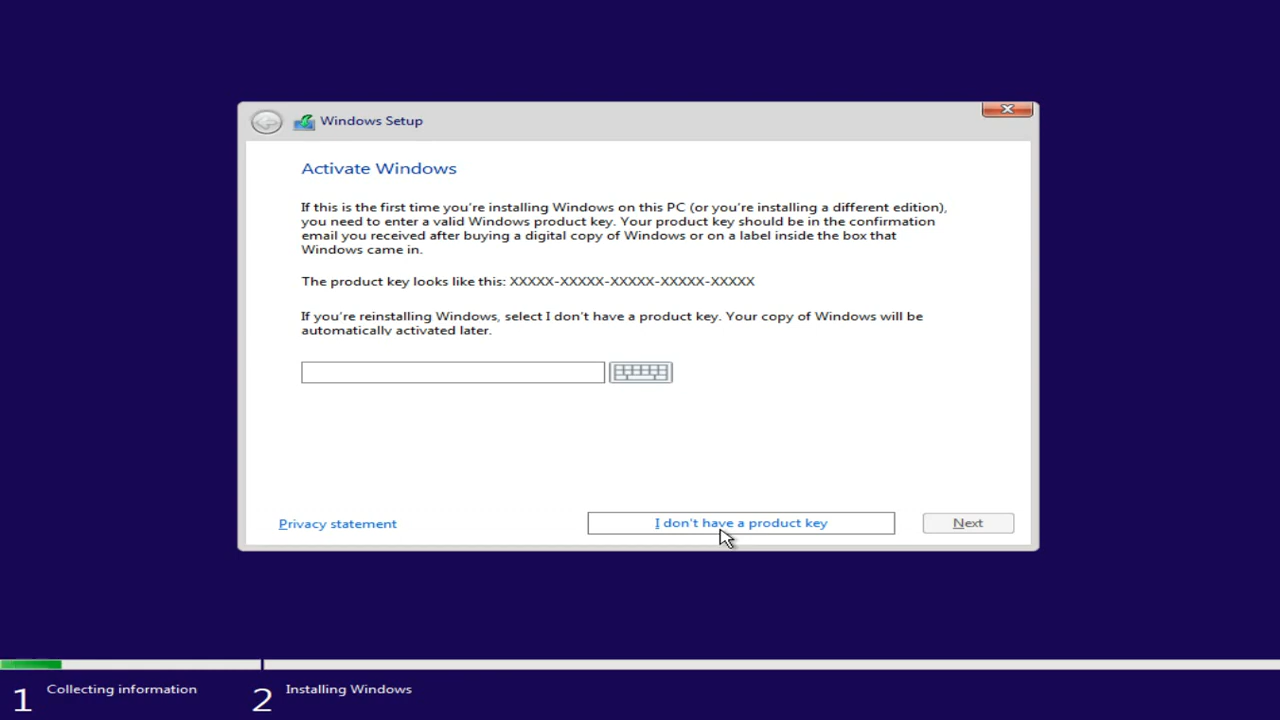 Windows Setup
Activate Windows
If this is the first time you're installing Windows on this PC (or you're installing a different edition),
you need to enter a valid Windows product key. Your product key should be in the confirmation
email you received after buying a digital copy of Windows or on a label inside the box that
Windows came in.
The product key looks like this: XXXXX-XXXXX-XXXXX-XXXXX-XXXXX
If you're reinstalling Windows, select I don't have a product key. Your copy of Windows will be
automatically activated later.
Privacy statement
I don't have a product key
Next
1 Collecting information
2 Installing Windows